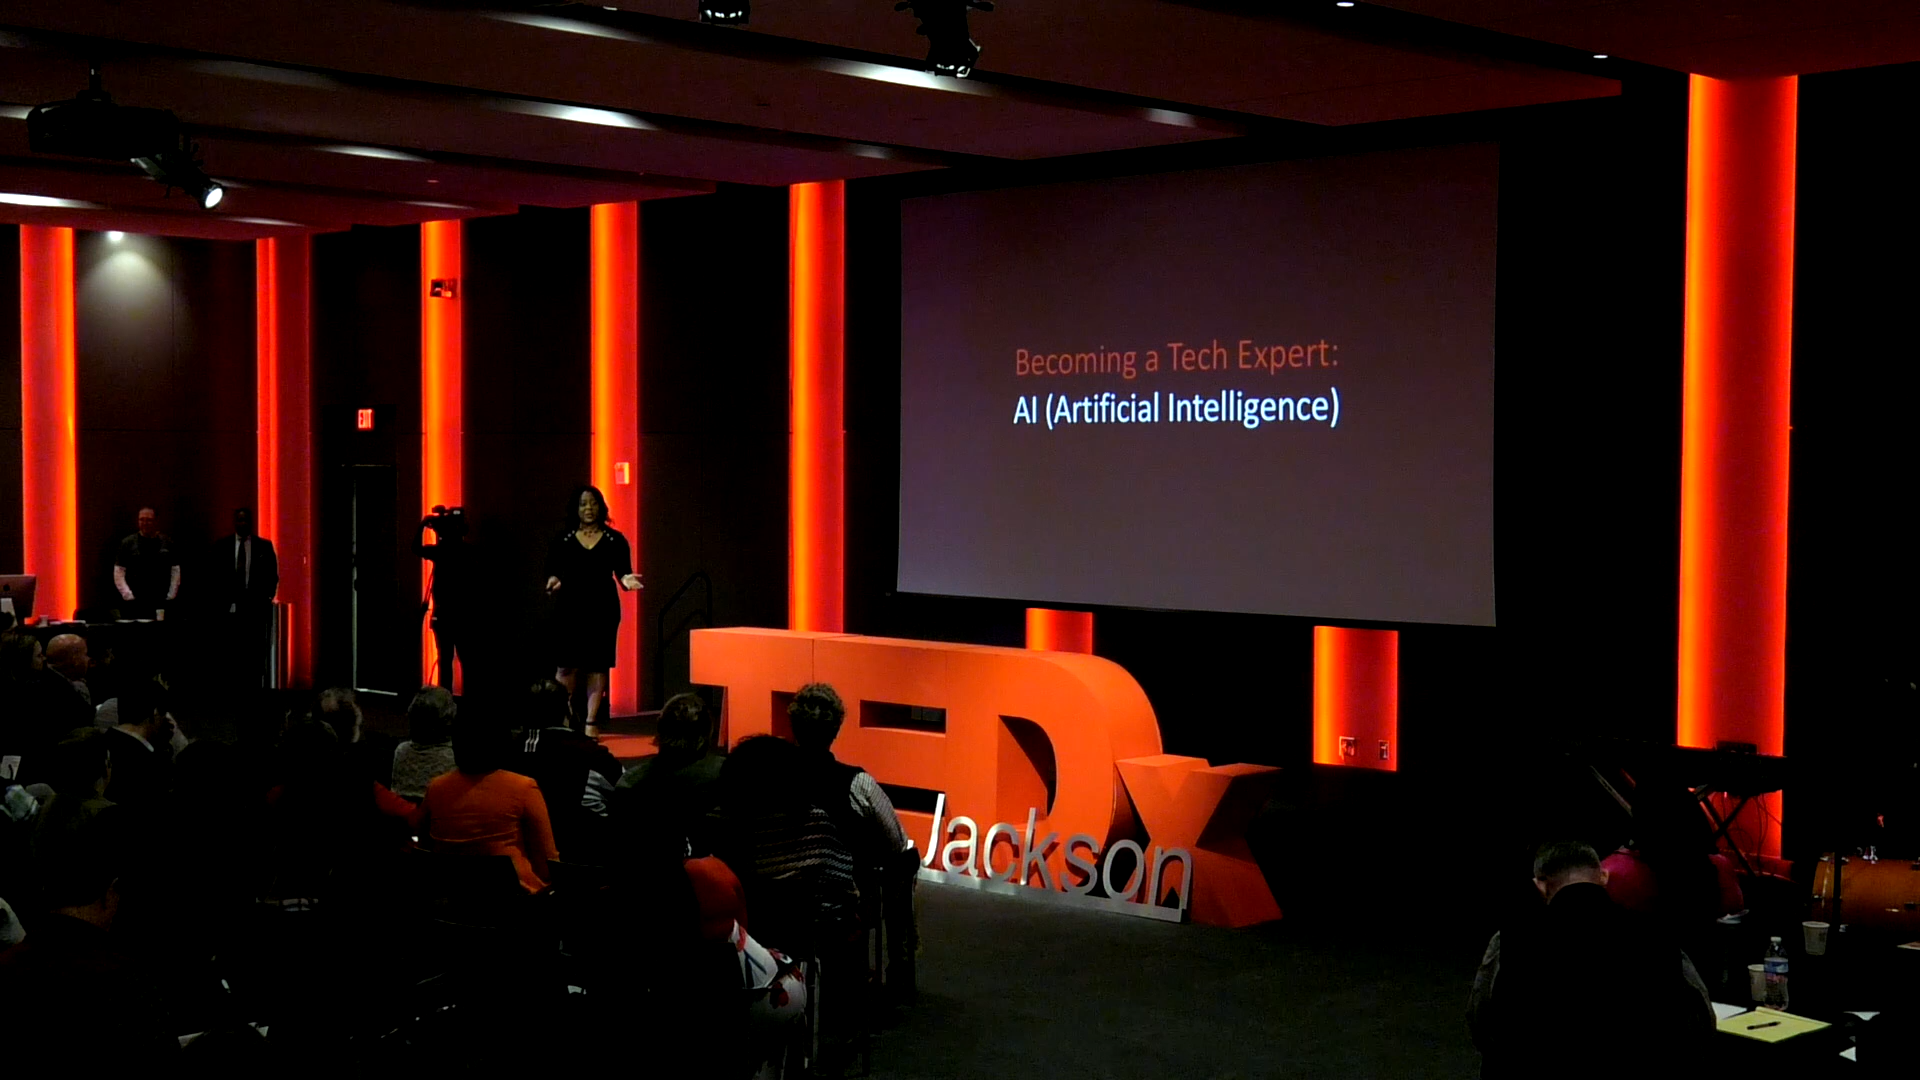 Becoming a Tech Expert:
AI (Artificial Intelligence)
EXIT
TEDx
Jackson